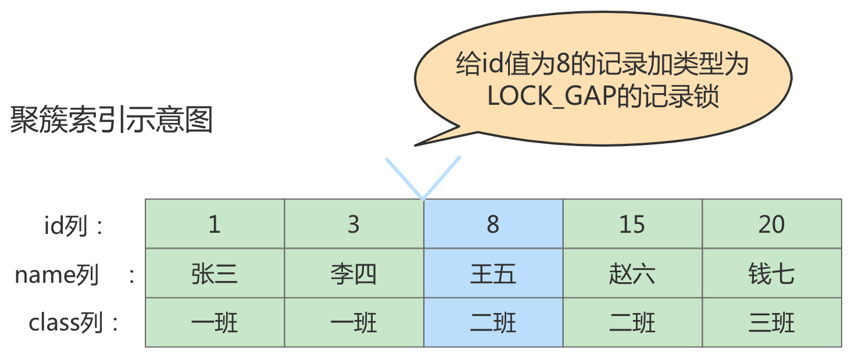 给id值为8的记录加类型为
LOCK_GAP的记录锁
聚簇索引示意图
id列： 1 3 8 15 20
name列 ： 张三 李四 王五 赵六 钱七
class列： 一班 一班 二班 二班 三班